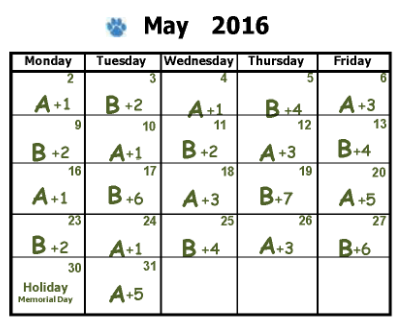 May 2016
Monday Tuesday Wednesday Thursday Friday
2 3 4 5 6
A +1 B +2 A +1 B +4 A +3
9 10 11 12 13
B +2 A +1 B +2 A +3 B+4
16 17 18 19 20
A +1 B +6 A +3 B+7 A +5
23 24 25 26 27
B +2 A +1 B +4 A+3 B+6
30 31
Holiday A+5
Memorial Day